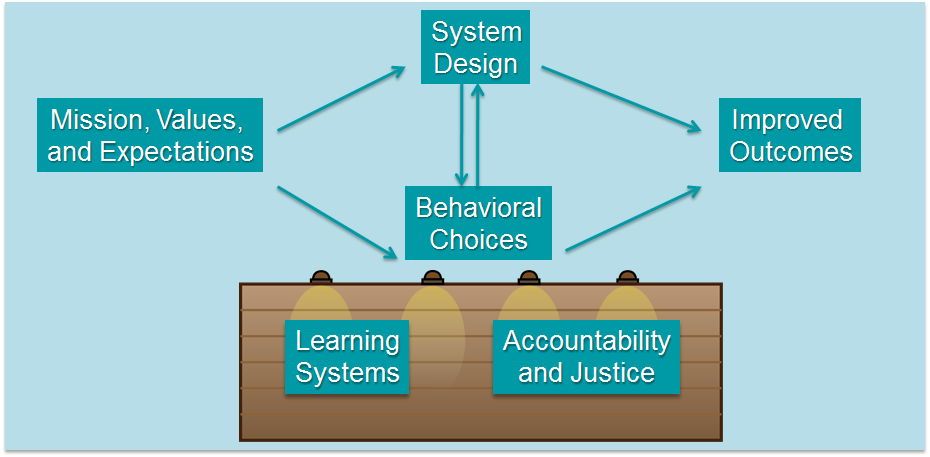 System
Design
Mission, Values,
and Expectations
Improved
Outcomes
Behavioral
Choices
Learning
Systems
Accountability
and Justice